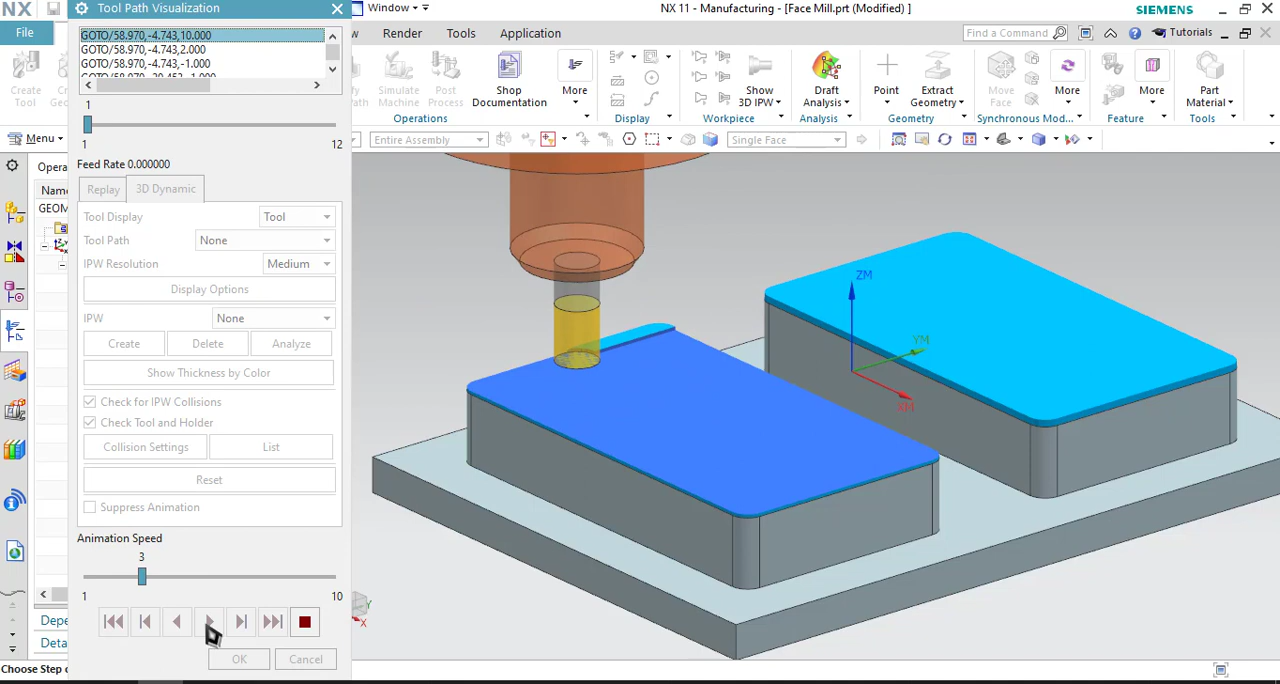 NX
Tool Path Visualization
Window
NX 11 - Manufacturing - [Face Mill.prt (Modified) ]
SIEMENS
File
Render
Tools
Application
Find a Command
Tutorials
GOTO/58.970,-4.743,10.000
GOTO/58.970,-4.743,2.000
GOTO/58.970,-4.743,-1.000
Create
Tool
Simulate
Machine
Post
Process
Shop
Documentation
More
Show
3D IPW
Draft
Analysis
Point
Extract
Geometry
Move
Face
More
More
Part
Material
Operations
Display
Workpiece
Analysis
Geometry
Synchronous Mod...
Feature
Tools
1
1
12
Menu
Entire Assembly
Single Face
Feed Rate 0.000000
Opera
Name
GEOM
Replay
3D Dynamic
Tool Display
Tool
Tool Path
None
IPW Resolution
Medium
Display Options
IPW
None
Create
Delete
Analyze
Show Thickness by Color
Check for IPW Collisions
Check Tool and Holder
Collision Settings
List
Reset
Suppress Animation
Animation Speed
3
1
10
OK
Cancel
Depe
Deta
Choose Step o
ZM
YM
XM
Y
X